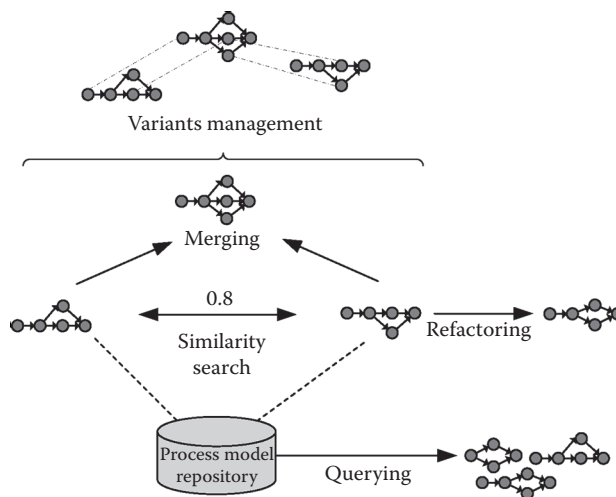 Variants management
Merging
0.8
Similarity
search
Refactoring
Process model
repository
Querying